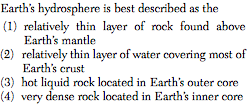 Earth's hydrosphere is best described as the
(1) relatively thin layer of rock found above
Earth's mantle
(2) relatively thin layer of water covering most of
Earth's crust
(3) hot liquid rock located in Earth's outer core
(4) very dense rock located in Earth's inner core